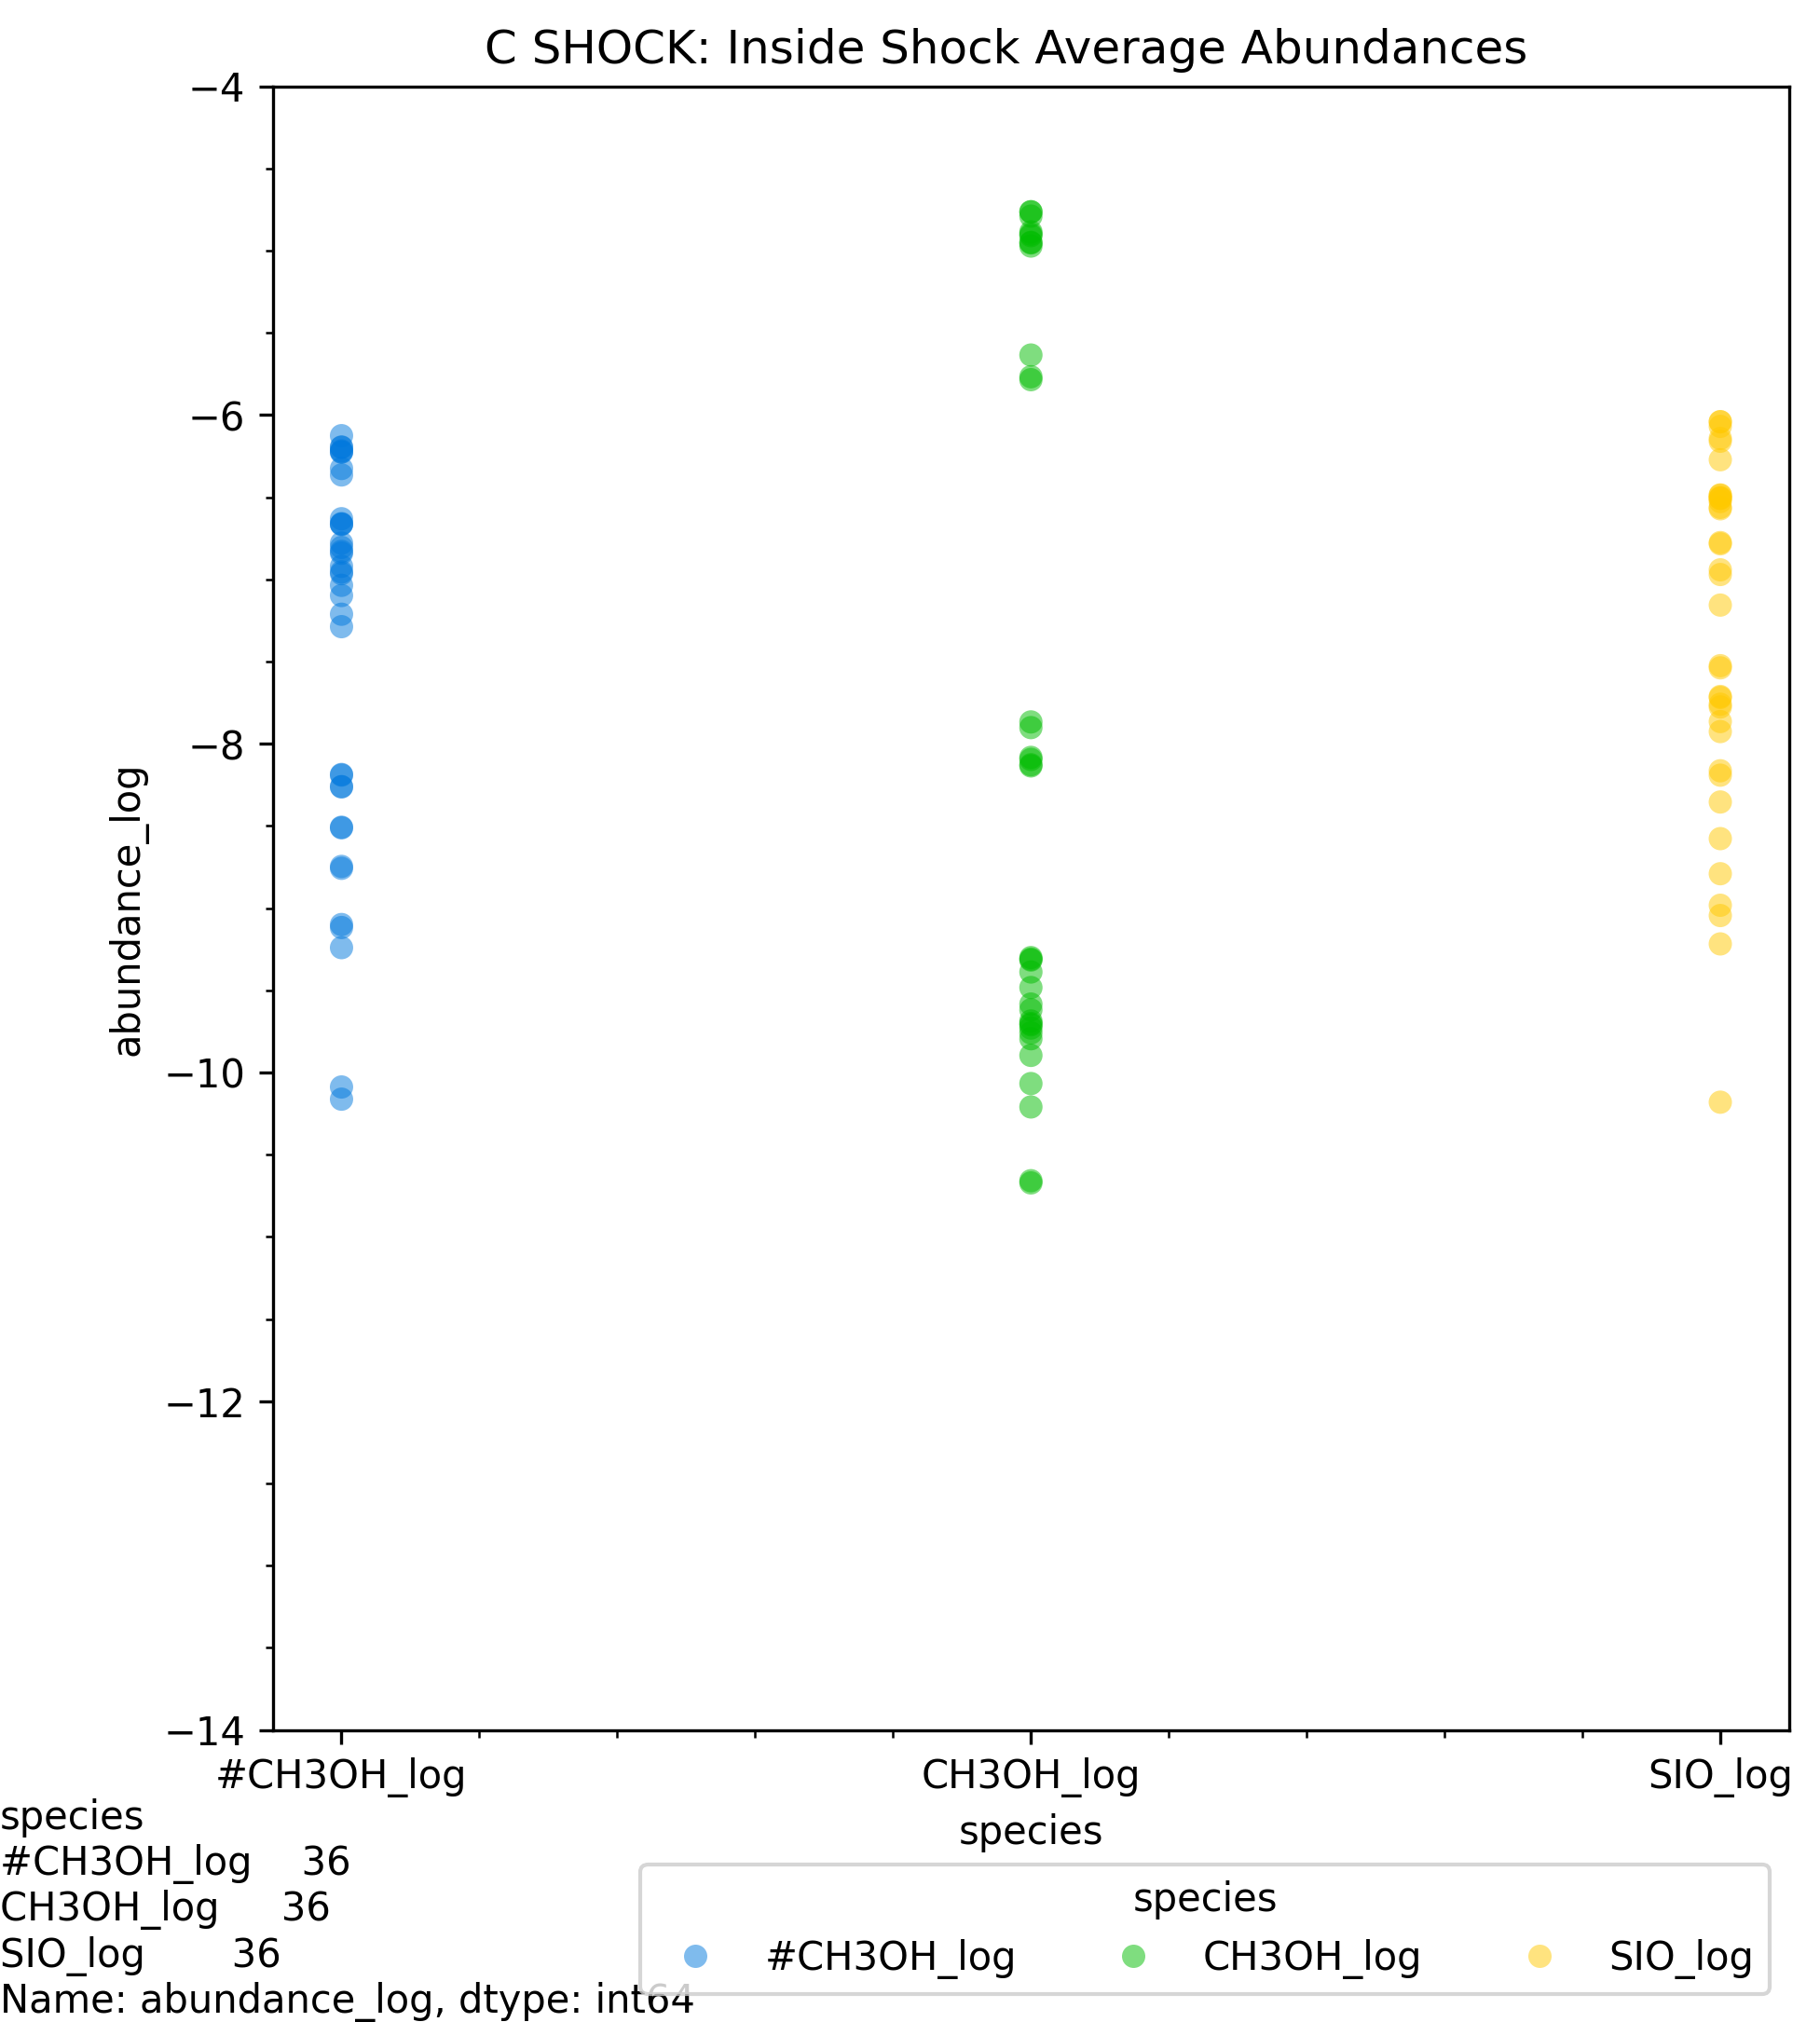 C SHOCK: Inside Shock Average Abundances
−4
−6
−8
−10
−12
−14
abundance_log
#CH3OH_log CH3OH_log SIO_log
species
species
#CH3OH_log 36
CH3OH_log 36
SIO_log 36
Name: abundance_log, dtype: int64
species
#CH3OH_log CH3OH_log SIO_log